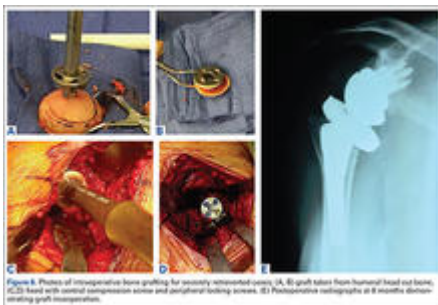 A
B
C
D
E
Figure 8. Photos of intraoperative bone grafting for severely retroverted cases; (A, B) graft taken from humeral head cut bone,
(C,D) fixed with central compression screw and peripheral locking screws. (E) Postoperative radiographs at 6 months demon-
strating graft incorporation.